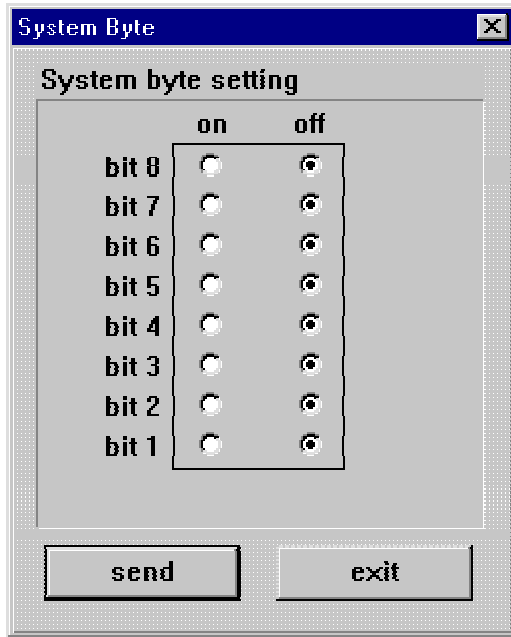 System Byte
System byte setting
on off
bit 8
bit 7
bit 6
bit 5
bit 4
bit 3
bit 2
bit 1
send exit